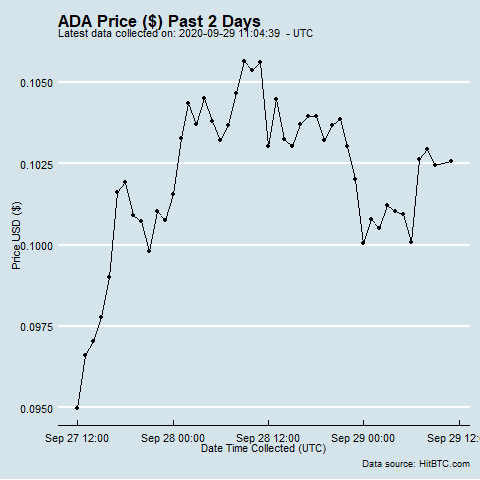 ADA Price ($) Past 2 Days
Latest data collected on: 2020-09-29 11:04:39  - UTC
0.1050
0.1025
0.1000
0.0975
0.0950
Price USD ($)
Sep 27 12:00 Sep 28 00:00 Sep 28 12:00 Sep 29 00:00 Sep 29 12
Date Time Collected (UTC)
Data source: HitBTC.com